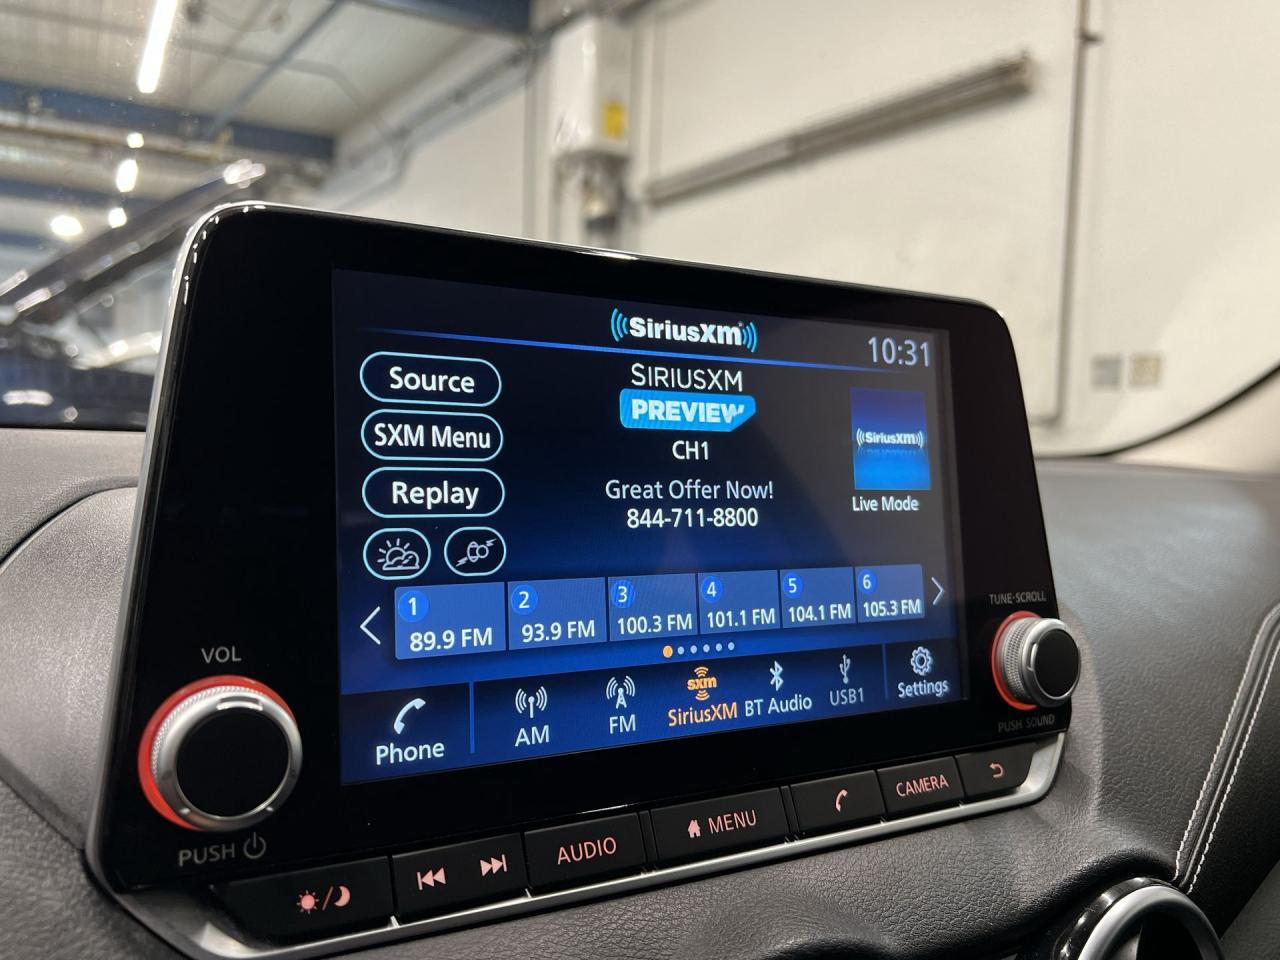 SiriusXM
10:31
Source
SXM Menu
Replay
SIRIUSXM
PREVIEW
CH1
Great Offer Now!
844-711-8800
SiriusXM
Live Mode
1
89.9 FM
2
93.9 FM
3
100.3 FM
4
101.1 FM
5
104.1 FM
6
105.3 FM
Phone
AM
FM
sxm
SiriusXM
BT Audio
USB1
Settings
VOL
PUSH
TUNE·SCROLL
PUSH SOUND
AUDIO
MENU
CAMERA